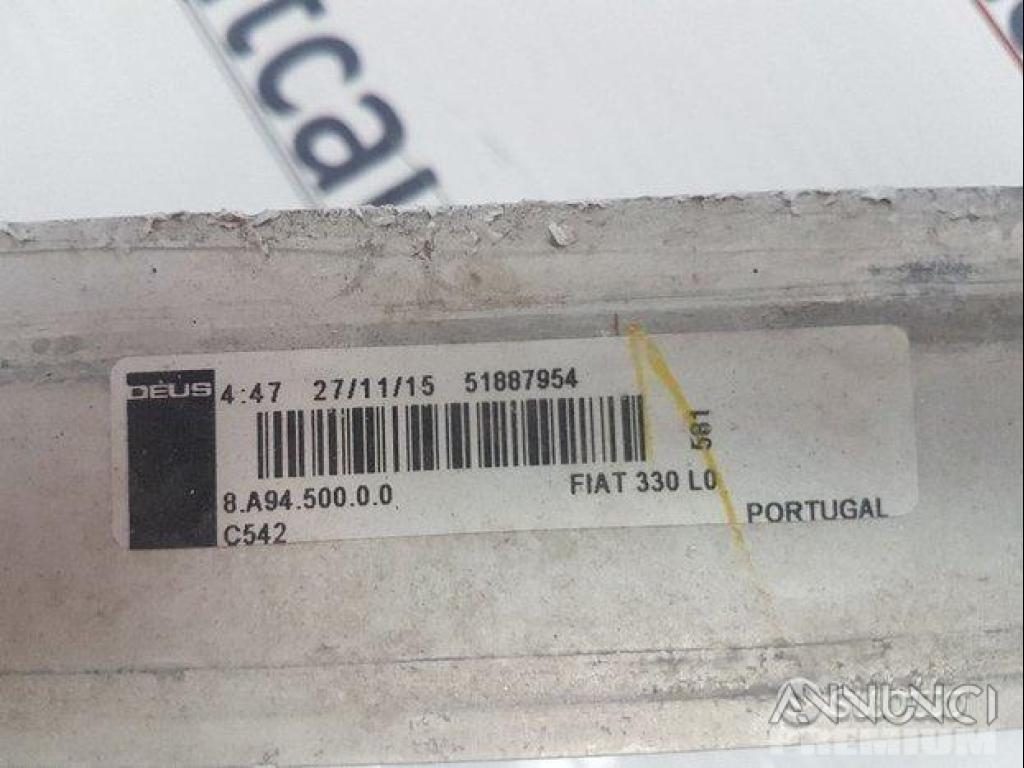 itcal
DEUS
4:47 27/11/15 51887954
581
8.A94.500.0.0 FIAT 330 L0
C542 PORTUGAL
ANNUNCI
PREMIUM